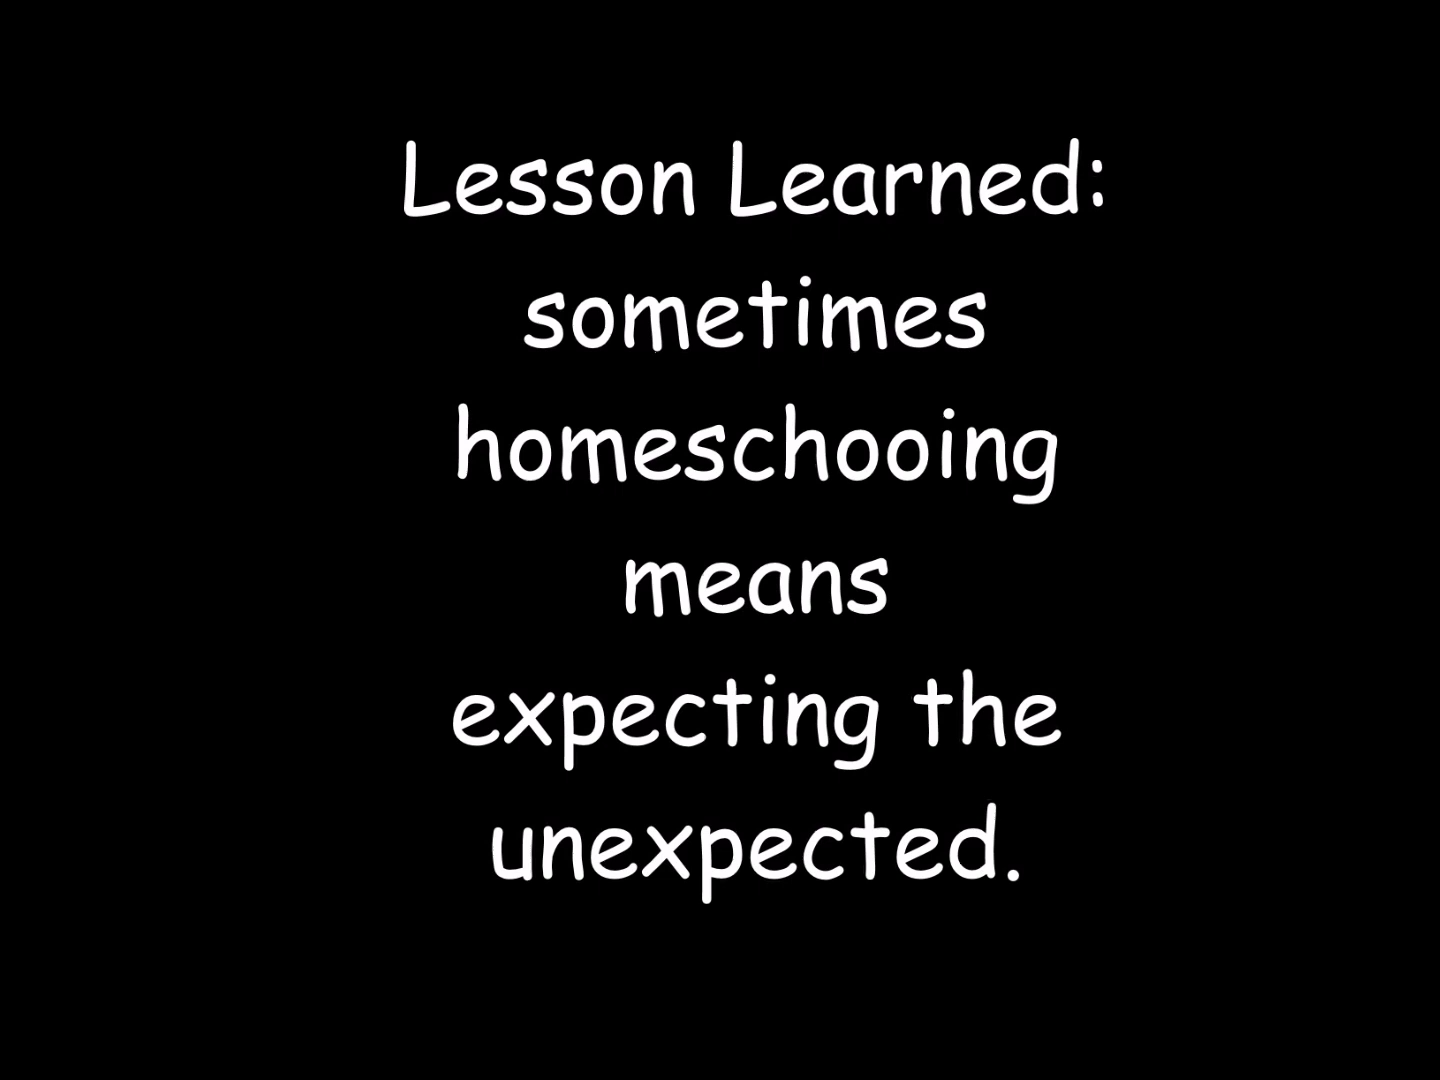 Lesson Learned:
sometimes
homeschooing
means
expecting the
unexpected.